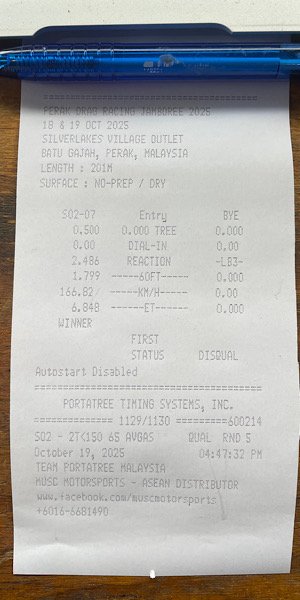 PERAK DRAG RACING JAMBOREE 2025
18 & 19 OCT 2025
SILVERLAKES VILLAGE OUTLET
BATU GAJAH, PERAK, MALAYSIA
LENGTH : 201M
SURFACE : NO-PREP / DRY
S02-07 Entry BYE
0.500 0.000 TREE 0.000
0.00 DIAL-IN 0.00
2.486 REACTION -LB3-
1.799 -----60FT----- 0.000
166.82/ -----KM/H----- 0.00
6.848 ------ET------ 0.000
WINNER
FIRST
STATUS DISQUAL
Autostart Disabled
======================================
PORTATREE TIMING SYSTEMS, INC.
============== 1129/1130 =========600214
S02 - 2TK150 65 AVGAS QUAL RND 5
October 19, 2025 04:47:32 PM
TEAM PORTATREE MALAYSIA
MUSC MOTORSPORTS - ASEAN DISTRIBUTOR
www.facebook.com/muscmotorsports
+6016-6681490